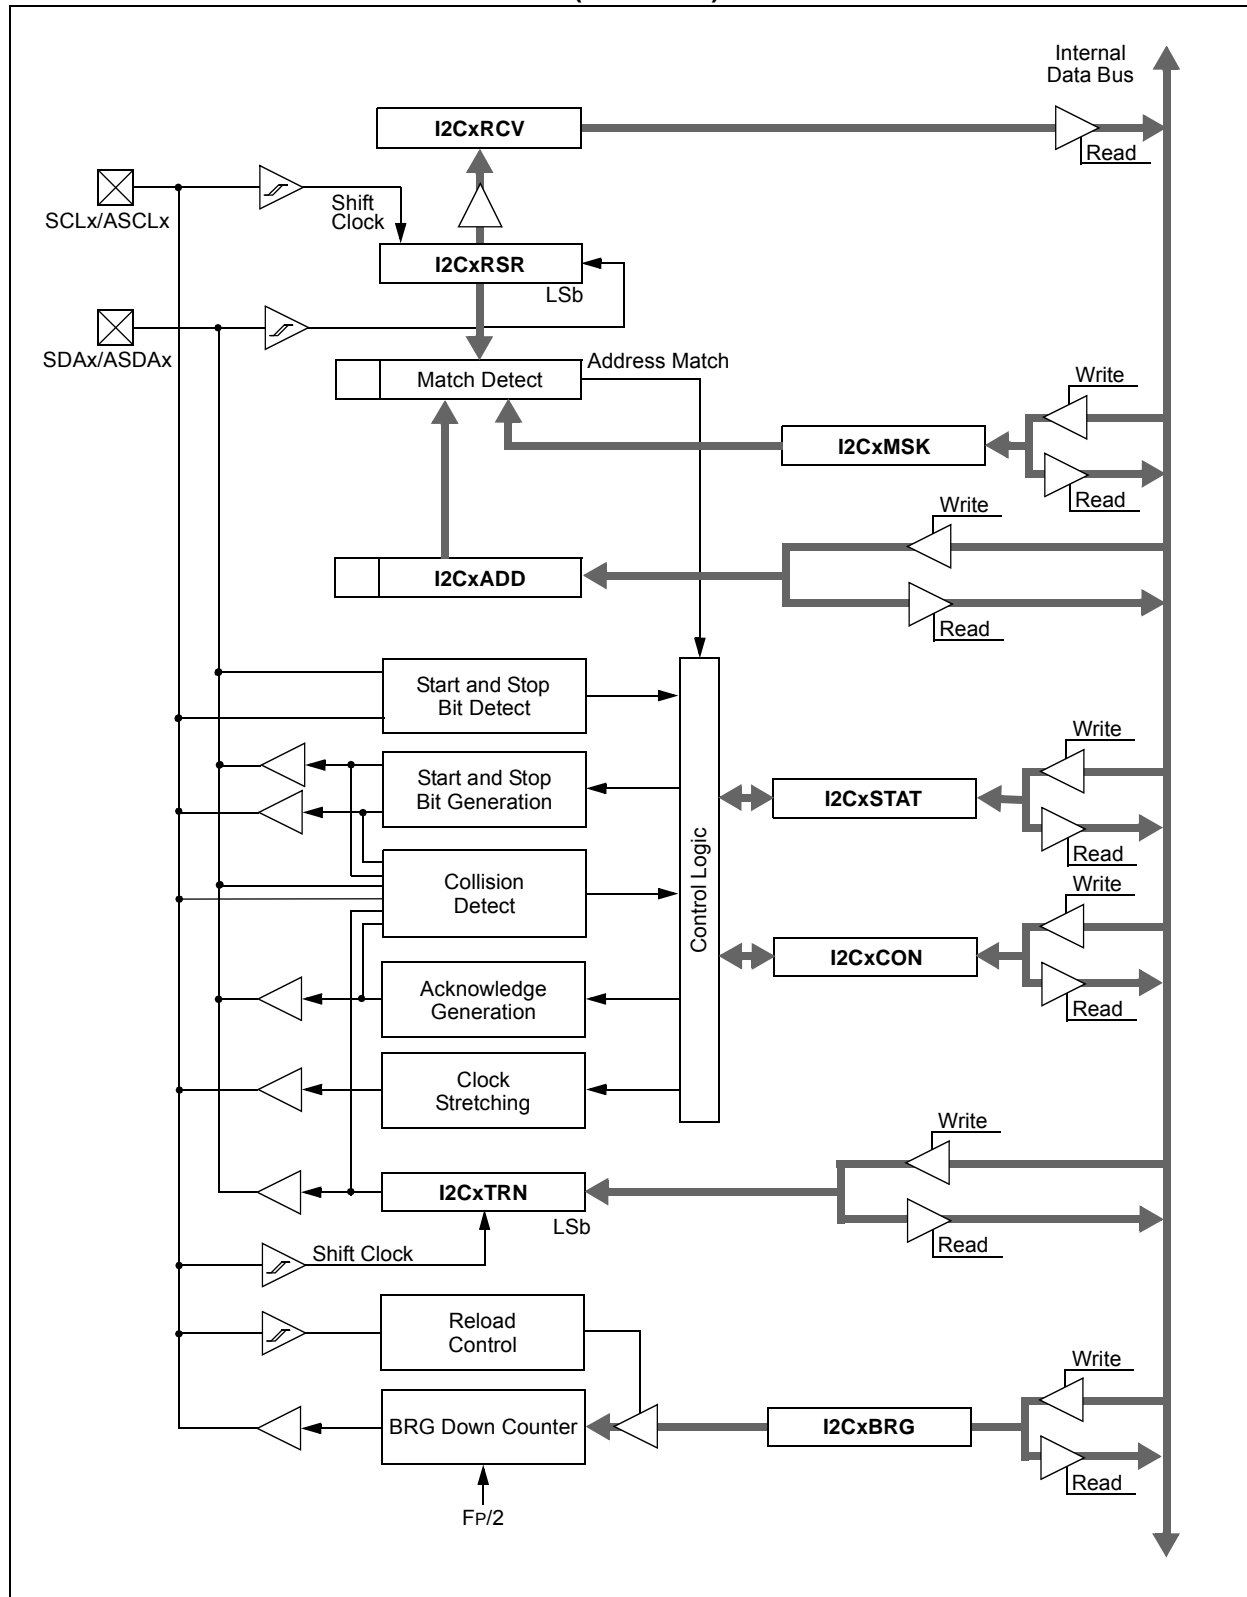 Internal
Data Bus
I2CxRCV
Read
SCLx/ASCLx
Shift
Clock
I2CxRSR
LSb
SDAx/ASDAx
Match Detect
Address Match
Write
I2CxMSK
Read
Write
I2CxADD
Read
Start and Stop
Bit Detect
Write
Start and Stop
Bit Generation
I2CxSTAT
Read
Control Logic
Collision
Detect
Write
I2CxCON
Acknowledge
Generation
Read
Clock
Stretching
Write
I2CxTRN
LSb
Read
Shift Clock
Reload
Control
Write
BRG Down Counter
I2CxBRG
Read
FP/2